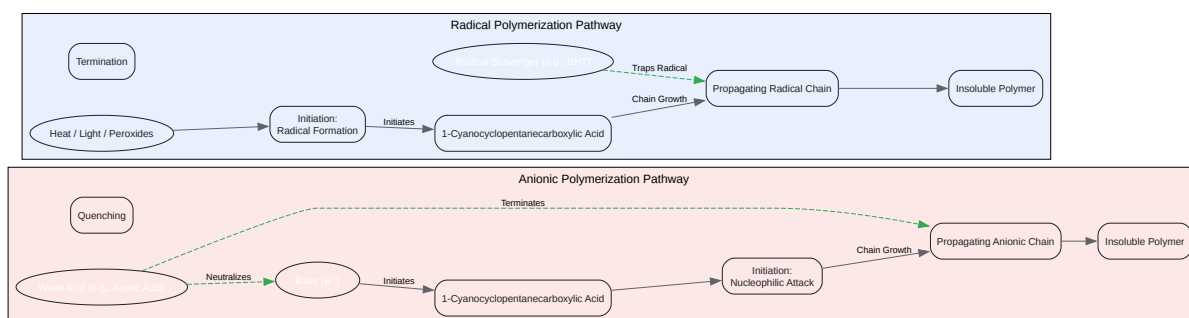 Radical Polymerization Pathway
Termination
Radical Scavenger (e.g., BHT)
Traps Radical
Propagating Radical Chain
Insoluble Polymer
Chain Growth
Heat / Light / Peroxides
Initiation:
Radical Formation
Initiates
1-Cyanocyclopentanecarboxylic Acid
Anionic Polymerization Pathway
Quenching
Terminates
Propagating Anionic Chain
Insoluble Polymer
Chain Growth
Weak Acid (e.g., Acetic Acid)
Neutralizes
Base (B⁻)
Initiates
1-Cyanocyclopentanecarboxylic Acid
Initiation:
Nucleophilic Attack